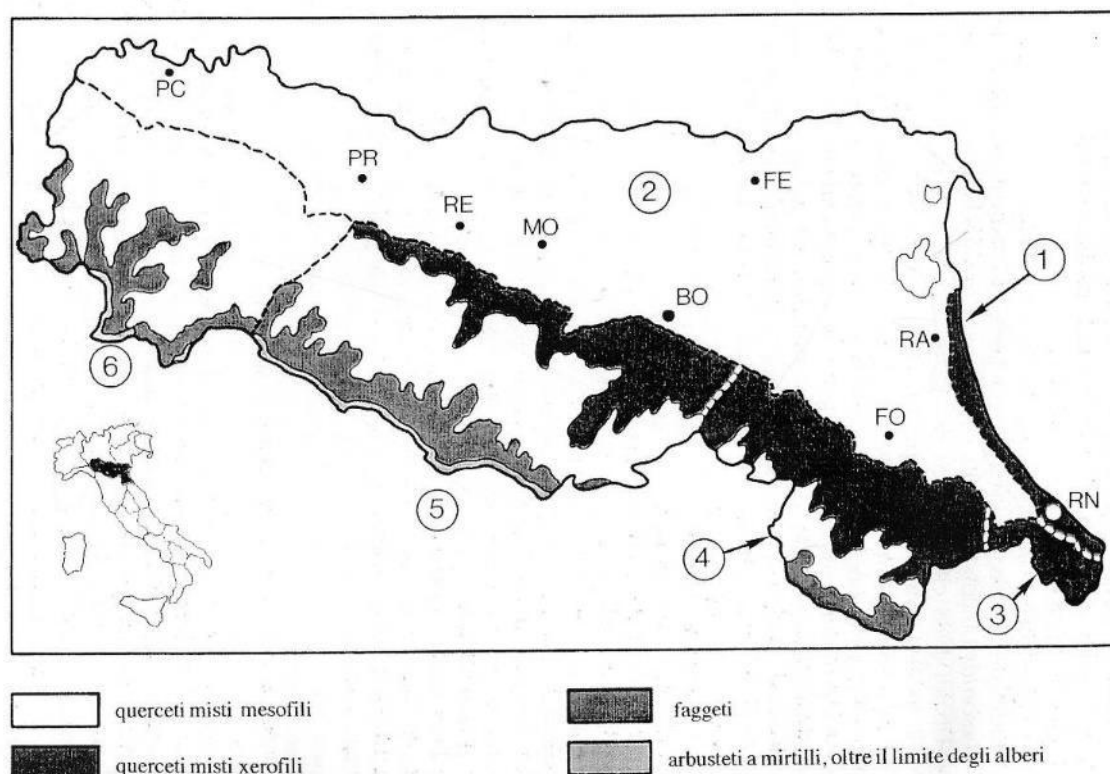 PC
PR
RE
MO
2
FE
1
BO
RA
6
FO
5
RN
4
3
querceti misti mesofili
faggeti
querceti misti xerofili
arbusteti a mirtilli, oltre il limite degli alberi